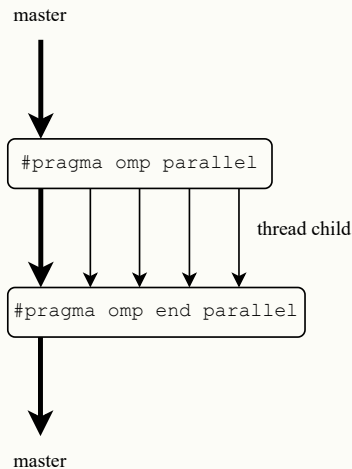 master
#pragma omp parallel
thread child
#pragma omp end parallel
master